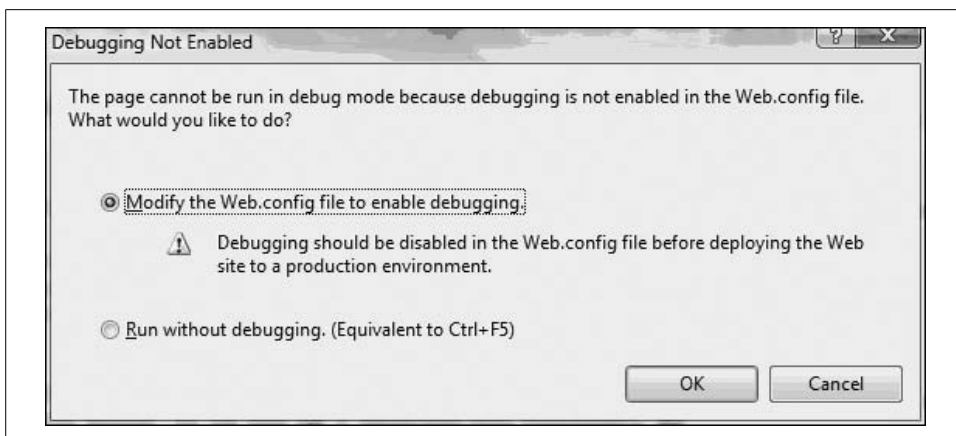 Debugging Not Enabled
The page cannot be run in debug mode because debugging is not enabled in the Web.config file.
What would you like to do?
Modify the Web.config file to enable debugging.
Debugging should be disabled in the Web.config file before deploying the Web
site to a production environment.
Run without debugging. (Equivalent to Ctrl+F5)
OK
Cancel